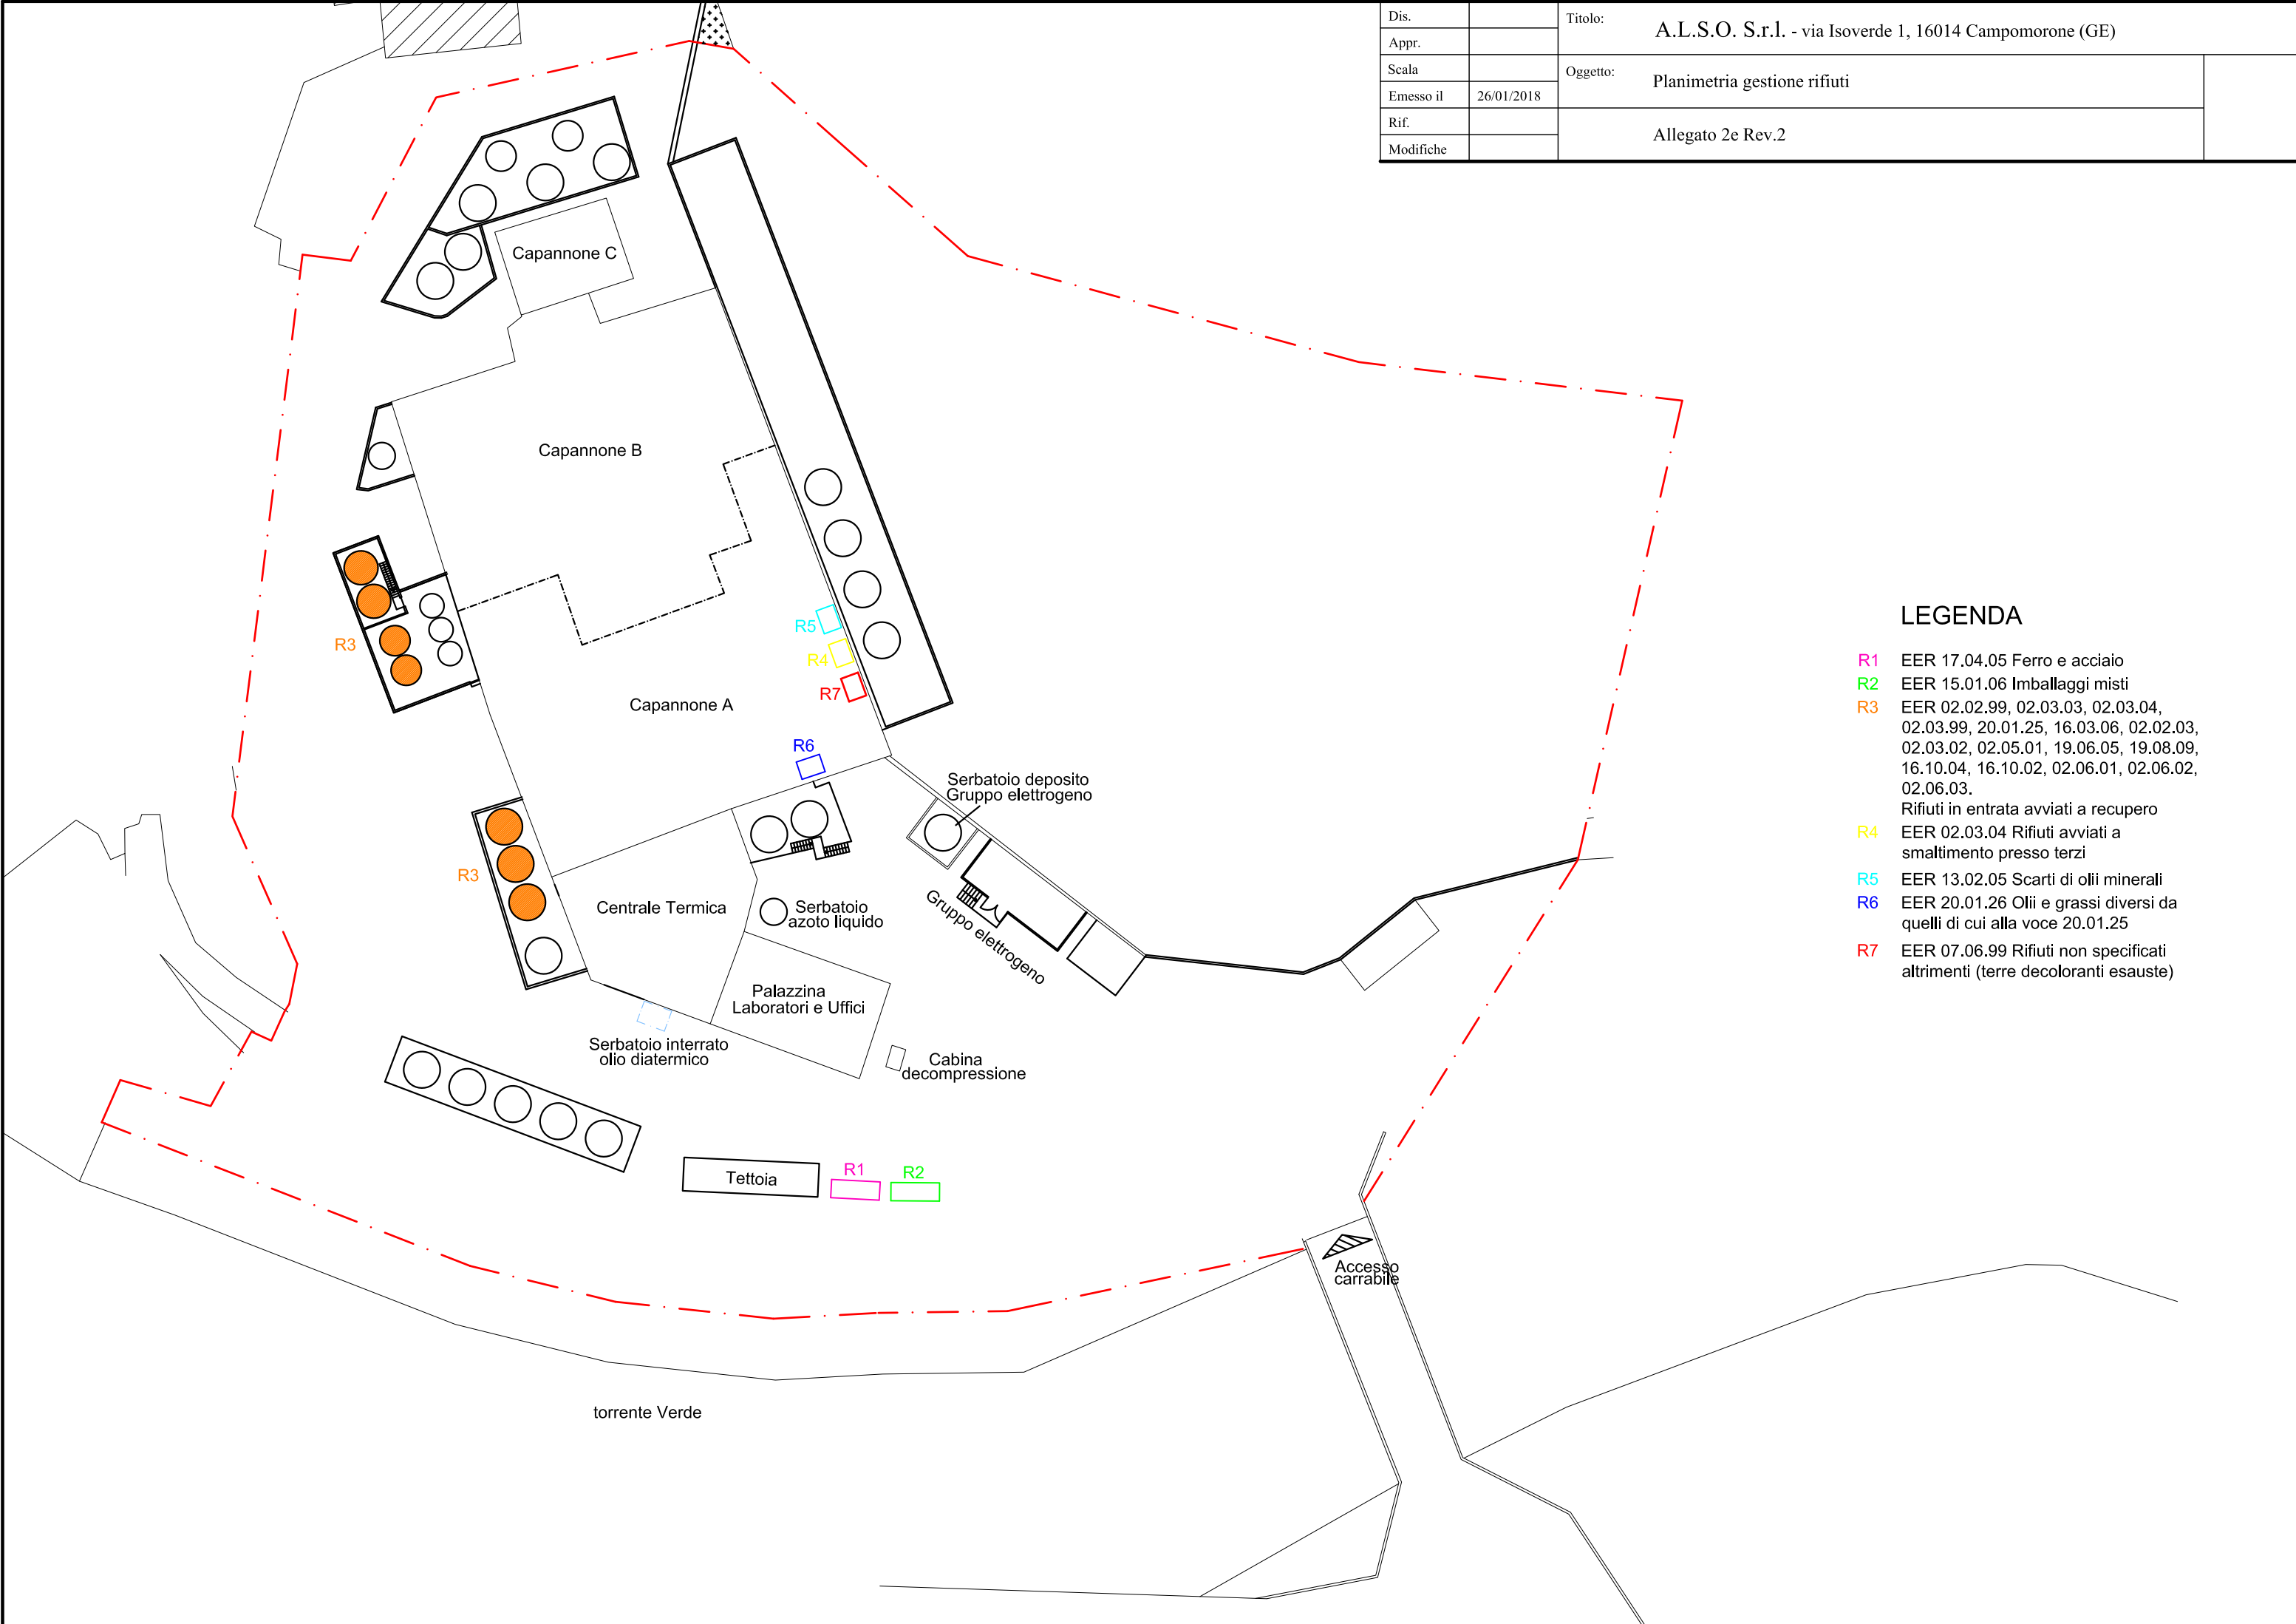 Dis.
Appr.
Scala
Emesso il 26/01/2018
Rif.
Modifiche
Titolo: A.L.S.O. S.r.l. - via Isoverde 1, 16014 Campomorone (GE)
Oggetto: Planimetria gestione rifiuti
Allegato 2e Rev.2
Capannone C
Capannone B
R3
R5
R4
R7
Capannone A
R6
Serbatoio deposito
Gruppo elettrogeno
R3
Centrale Termica
Serbatoio
azoto liquido
Gruppo elettrogeno
Palazzina
Laboratori e Uffici
Serbatoio interrato
olio diatermico
Cabina
decompressione
Tettoia
R1
R2
Accesso
carrabile
torrente Verde
LEGENDA
R1 EER 17.04.05 Ferro e acciaio
R2 EER 15.01.06 Imballaggi misti
R3 EER 02.02.99, 02.03.03, 02.03.04,
02.03.99, 20.01.25, 16.03.06, 02.02.03,
02.03.02, 02.05.01, 19.06.05, 19.08.09,
16.10.04, 16.10.02, 02.06.01, 02.06.02,
02.06.03.
Rifiuti in entrata avviati a recupero
R4 EER 02.03.04 Rifiuti avviati a
smaltimento presso terzi
R5 EER 13.02.05 Scarti di olii minerali
R6 EER 20.01.26 Olii e grassi diversi da
quelli di cui alla voce 20.01.25
R7 EER 07.06.99 Rifiuti non specificati
altrimenti (terre decoloranti esauste)